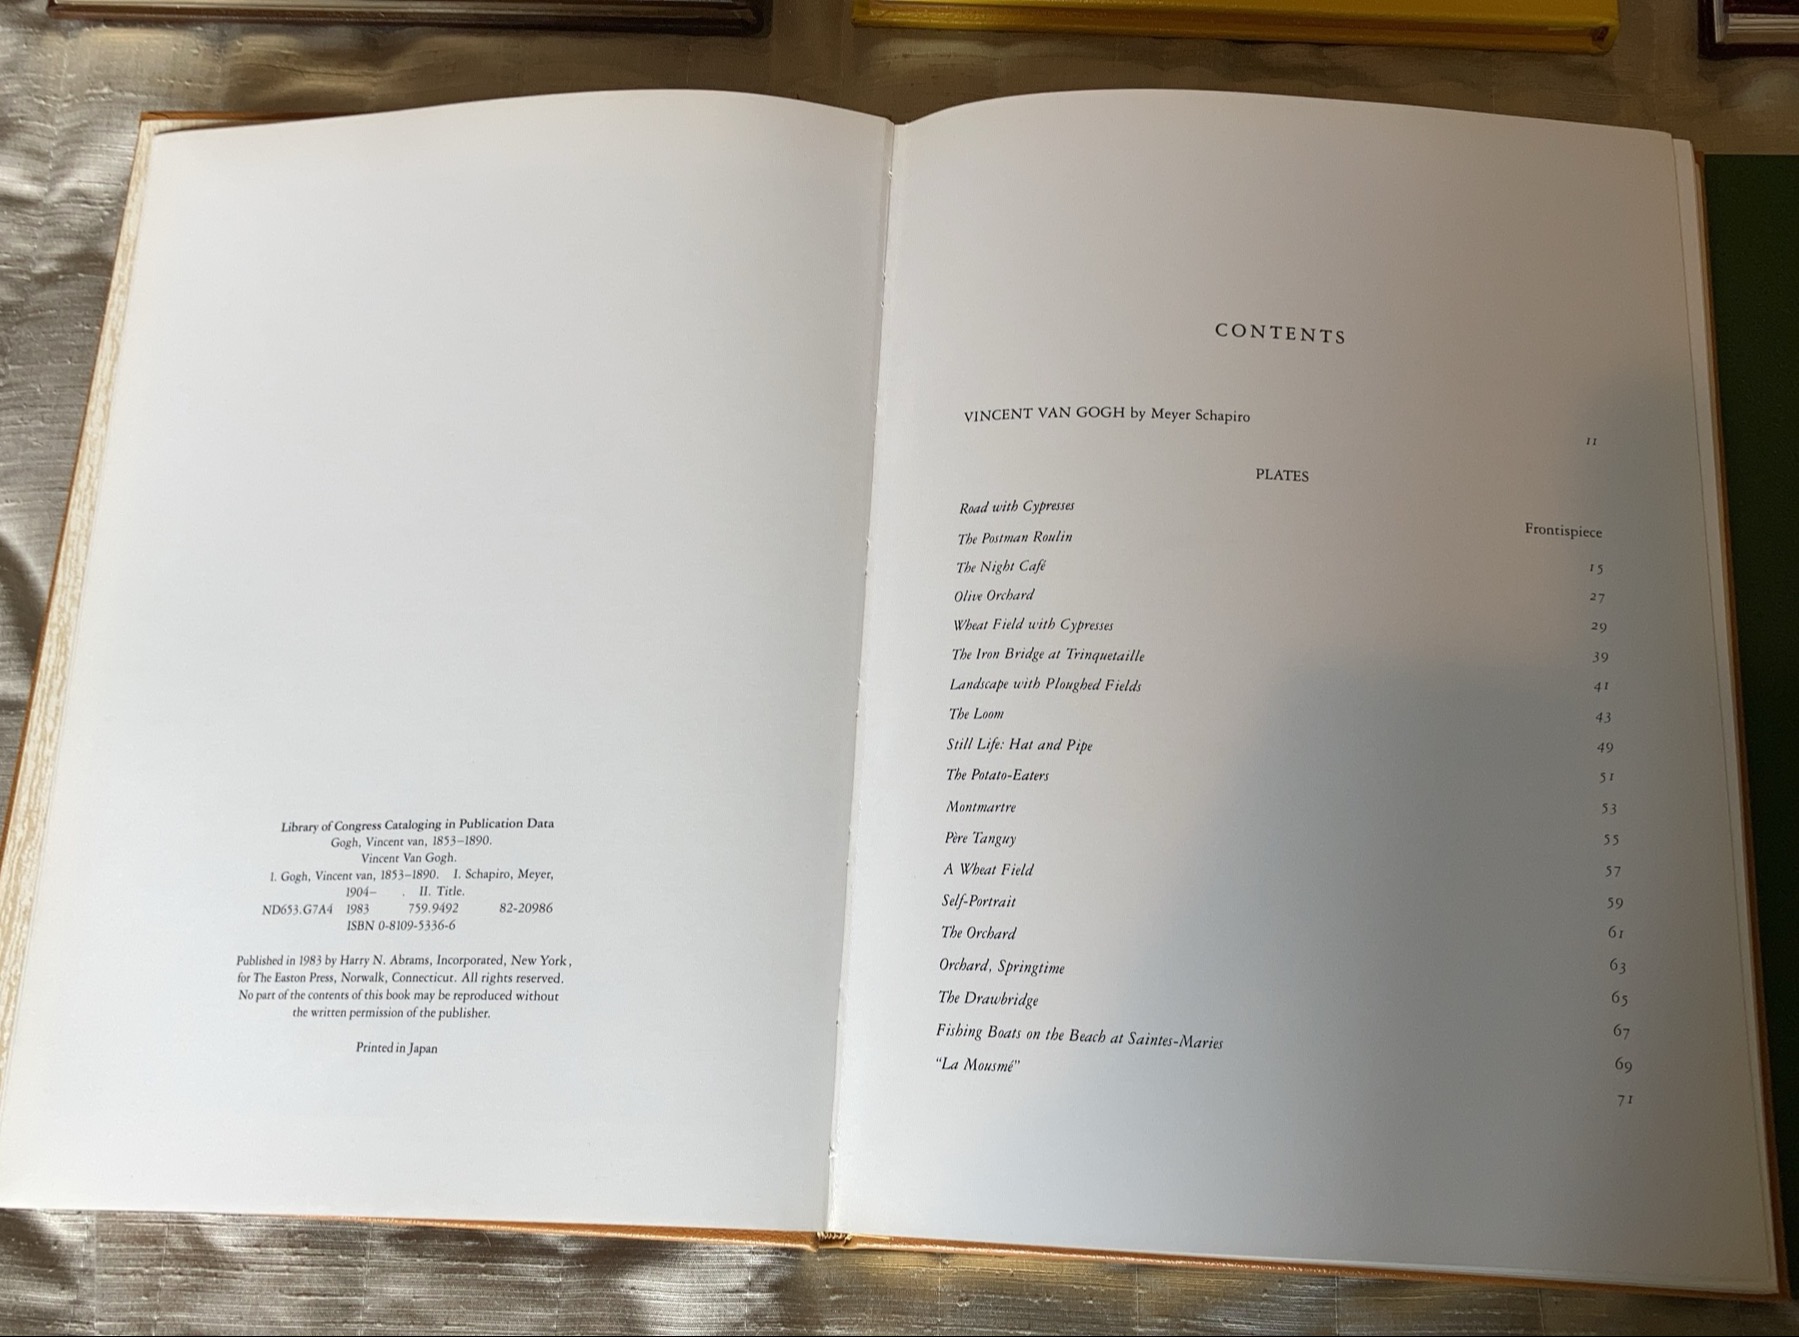 Library of Congress Cataloging in Publication Data
Gogh, Vincent van, 1853–1890.
Vincent Van Gogh.
1. Gogh, Vincent van, 1853–1890. I. Schapiro, Meyer,
1904– . II. Title.
ND653.G7A4 1983 759.9492 82-20986
ISBN 0-8109-5336-6
Published in 1983 by Harry N. Abrams, Incorporated, New York,
for The Easton Press, Norwalk, Connecticut. All rights reserved.
No part of the contents of this book may be reproduced without
the written permission of the publisher.
Printed in Japan
CONTENTS
VINCENT VAN GOGH by Meyer Schapiro 11
PLATES
Road with Cypresses Frontispiece
The Postman Roulin 15
The Night Café 27
Olive Orchard 29
Wheat Field with Cypresses 39
The Iron Bridge at Trinquetaille 41
Landscape with Ploughed Fields 43
The Loom 49
Still Life: Hat and Pipe 51
The Potato-Eaters 53
Montmartre 55
Père Tanguy 57
A Wheat Field 59
Self-Portrait 61
The Orchard 63
Orchard, Springtime 65
The Drawbridge 67
Fishing Boats on the Beach at Saintes-Maries 69
"La Mousmé" 71